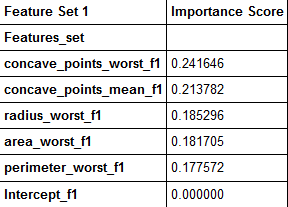 Feature Set 1 Importance Score
Features_set
concave_points_worst_f1 0.241646
concave_points_mean_f1 0.213782
radius_worst_f1 0.185296
area_worst_f1 0.181705
perimeter_worst_f1 0.177572
Intercept_f1 0.000000